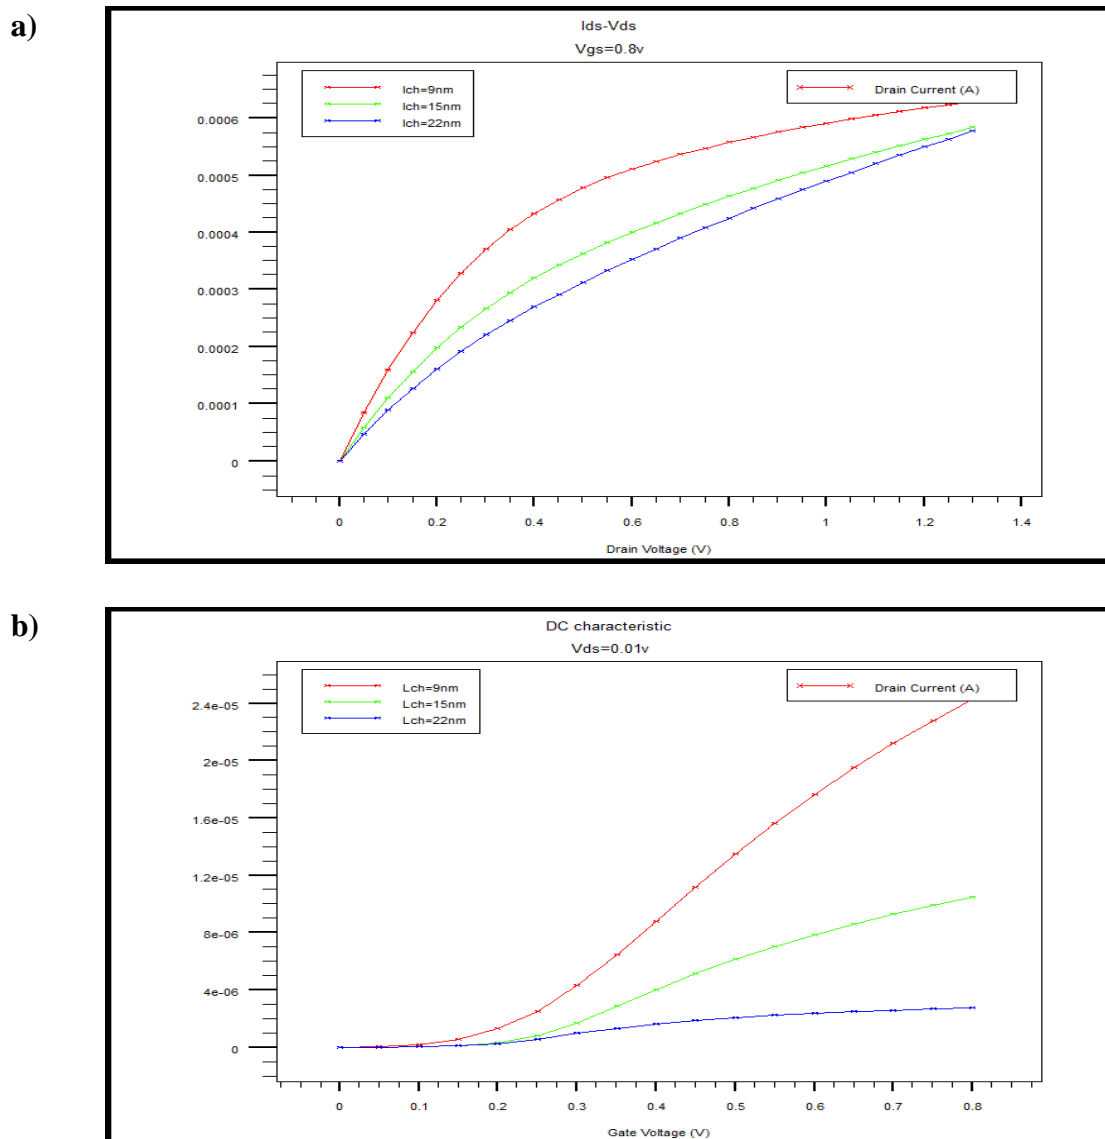 a)
Ids-Vds
Vgs=0.8v
lch=9nm
lch=15nm
lch=22nm
Drain Current (A)
0.0006
0.0005
0.0004
0.0003
0.0002
0.0001
0
0 0.2 0.4 0.6 0.8 1 1.2 1.4
Drain Voltage (V)
b)
DC characteristic
Vds=0.01v
Lch=9nm
Lch=15nm
Lch=22nm
Drain Current (A)
2.4e-05
2e-05
1.6e-05
1.2e-05
8e-06
4e-06
0
0 0.1 0.2 0.3 0.4 0.5 0.6 0.7 0.8
Gate Voltage (V)